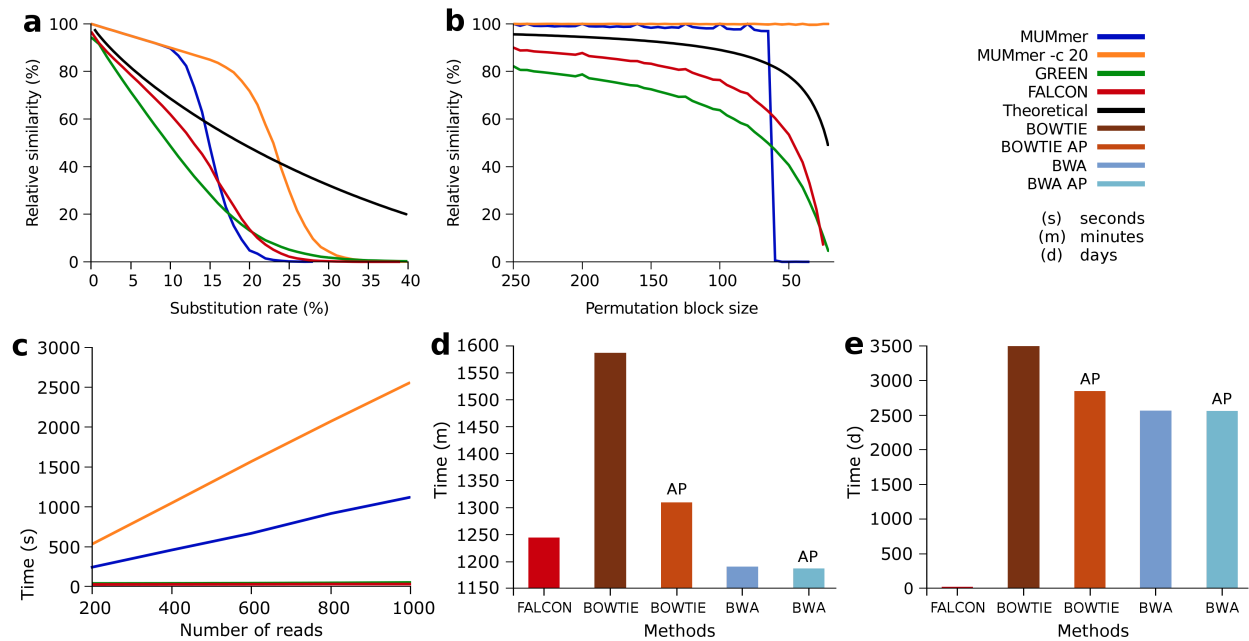 a
Relative similarity (%)
100
80
60
40
20
0
0 5 10 15 20 25 30 35 40
Substitution rate (%)
b
Relative similarity (%)
100
80
60
40
20
0
250 200 150 100 50
Permutation block size
MUMmer
MUMmer -c 20
GREEN
FALCON
Theoretical
BOWTIE
BOWTIE AP
BWA
BWA AP
(s) seconds
(m) minutes
(d) days
c
Time (s)
3000
2500
2000
1500
1000
500
0
200 400 600 800 1000
Number of reads
d
Time (m)
1600
1550
1500
1450
1400
1350
1300
1250
1200
1150
AP
AP
FALCON BOWTIE BOWTIE BWA BWA
Methods
e
Time (d)
3500
3000
2500
2000
1500
1000
500
0
AP
AP
FALCON BOWTIE BOWTIE BWA BWA
Methods